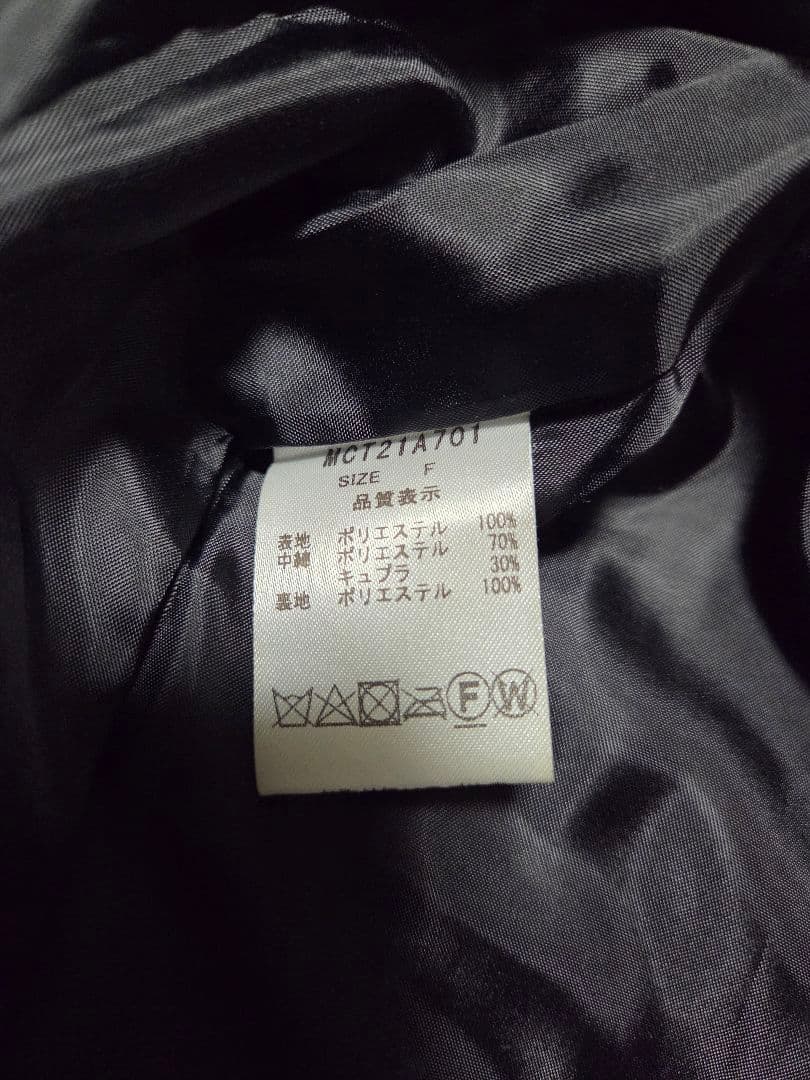 MCT21A701
SIZE F
品質表示
表地 ポリエステル 100%
中綿 ポリエステル 70%
キュプラ 30%
裏地 ポリエステル 100%
F W